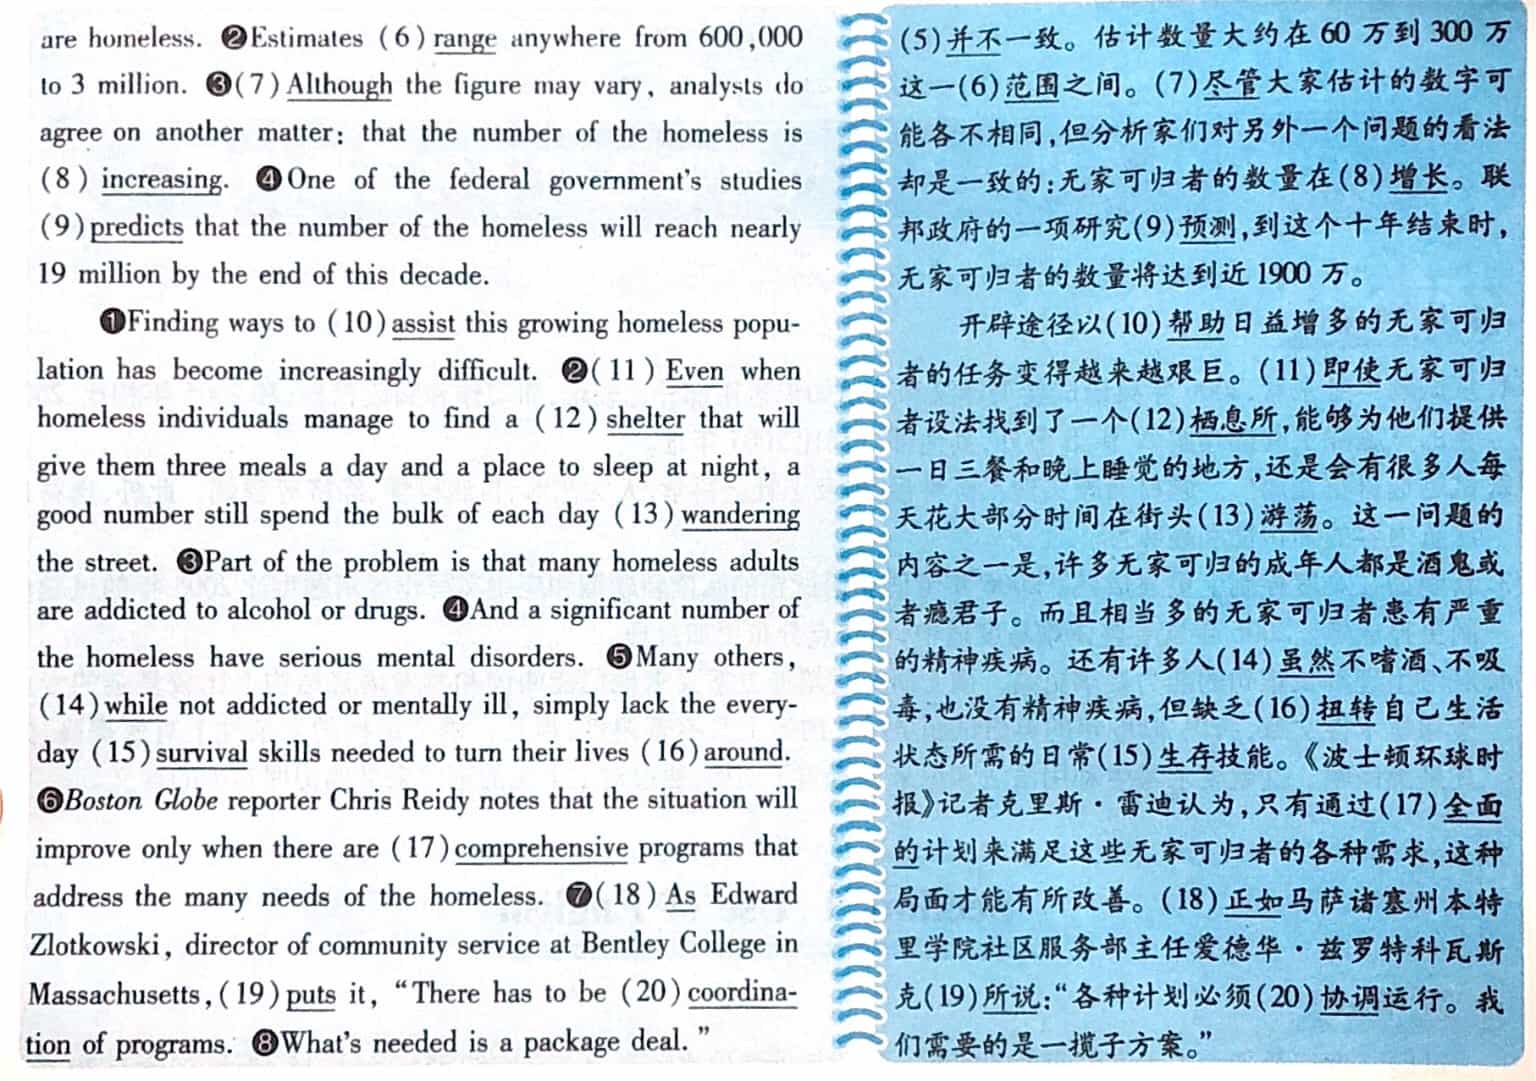 are homeless. ❷Estimates (6) range anywhere from 600,000
to 3 million. ❸(7) Although the figure may vary, analysts do
agree on another matter: that the number of the homeless is
(8) increasing. ❹One of the federal government's studies
(9) predicts that the number of the homeless will reach nearly
19 million by the end of this decade.
❶Finding ways to (10) assist this growing homeless popu-
lation has become increasingly difficult. ❷(11) Even when
homeless individuals manage to find a (12) shelter that will
give them three meals a day and a place to sleep at night, a
good number still spend the bulk of each day (13) wandering
the street. ❸Part of the problem is that many homeless adults
are addicted to alcohol or drugs. ❹And a significant number of
the homeless have serious mental disorders. ❺Many others,
(14) while not addicted or mentally ill, simply lack the every-
day (15) survival skills needed to turn their lives (16) around.
❻Boston Globe reporter Chris Reidy notes that the situation will
improve only when there are (17) comprehensive programs that
address the many needs of the homeless. ❼(18) As Edward
Zlotkowski, director of community service at Bentley College in
Massachusetts, (19) puts it, “There has to be (20) coordina-
tion of programs. ❽What's needed is a package deal.”
(5)并不一致。估计数量大约在60万到300万
这一(6)范围之间。(7)尽管大家估计的数字可
能各不相同,但分析家们对另外一个问题的看法
却是一致的:无家可归者的数量在(8)增长。联
邦政府的一项研究(9)预测,到这个十年结束时,
无家可归者的数量将达到近1900万。
开辟途径以(10)帮助日益增多的无家可归
者的任务变得越来越艰巨。(11)即使无家可归
者设法找到了一个(12)栖息所,能够为他们提供
一日三餐和晚上睡觉的地方,还是会有很多人每
天花大部分时间在街头(13)游荡。这一问题的
内容之一是,许多无家可归的成年人都是酒鬼或
者瘾君子。而且相当多的无家可归者患有严重
的精神疾病。还有许多人(14)虽然不嗜酒、不吸
毒,也没有精神疾病,但缺乏(16)扭转自己生活
状态所需的日常(15)生存技能。《波士顿环球时
报》记者克里斯·雷迪认为,只有通过(17)全面
的计划来满足这些无家可归者的各种需求,这种
局面才能有所改善。(18)正如马萨诸塞州本特
里学院社区服务部主任爱德华·兹罗特科瓦斯
克(19)所说:“各种计划必须(20)协调运行。我
们需要的是一揽子方案。”